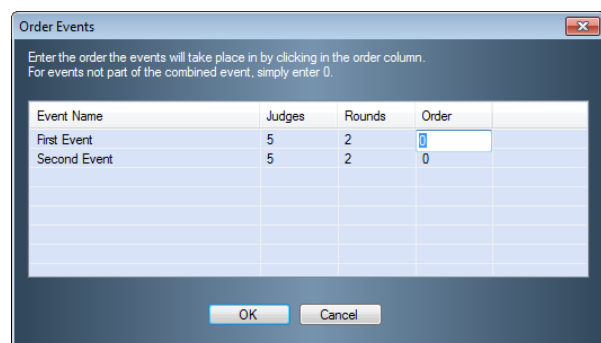 Order Events
Enter the order the events will take place in by clicking in the order column.
For events not part of the combined event, simply enter 0.
Event Name Judges Rounds Order
First Event 5 2 0
Second Event 5 2 0
OK Cancel